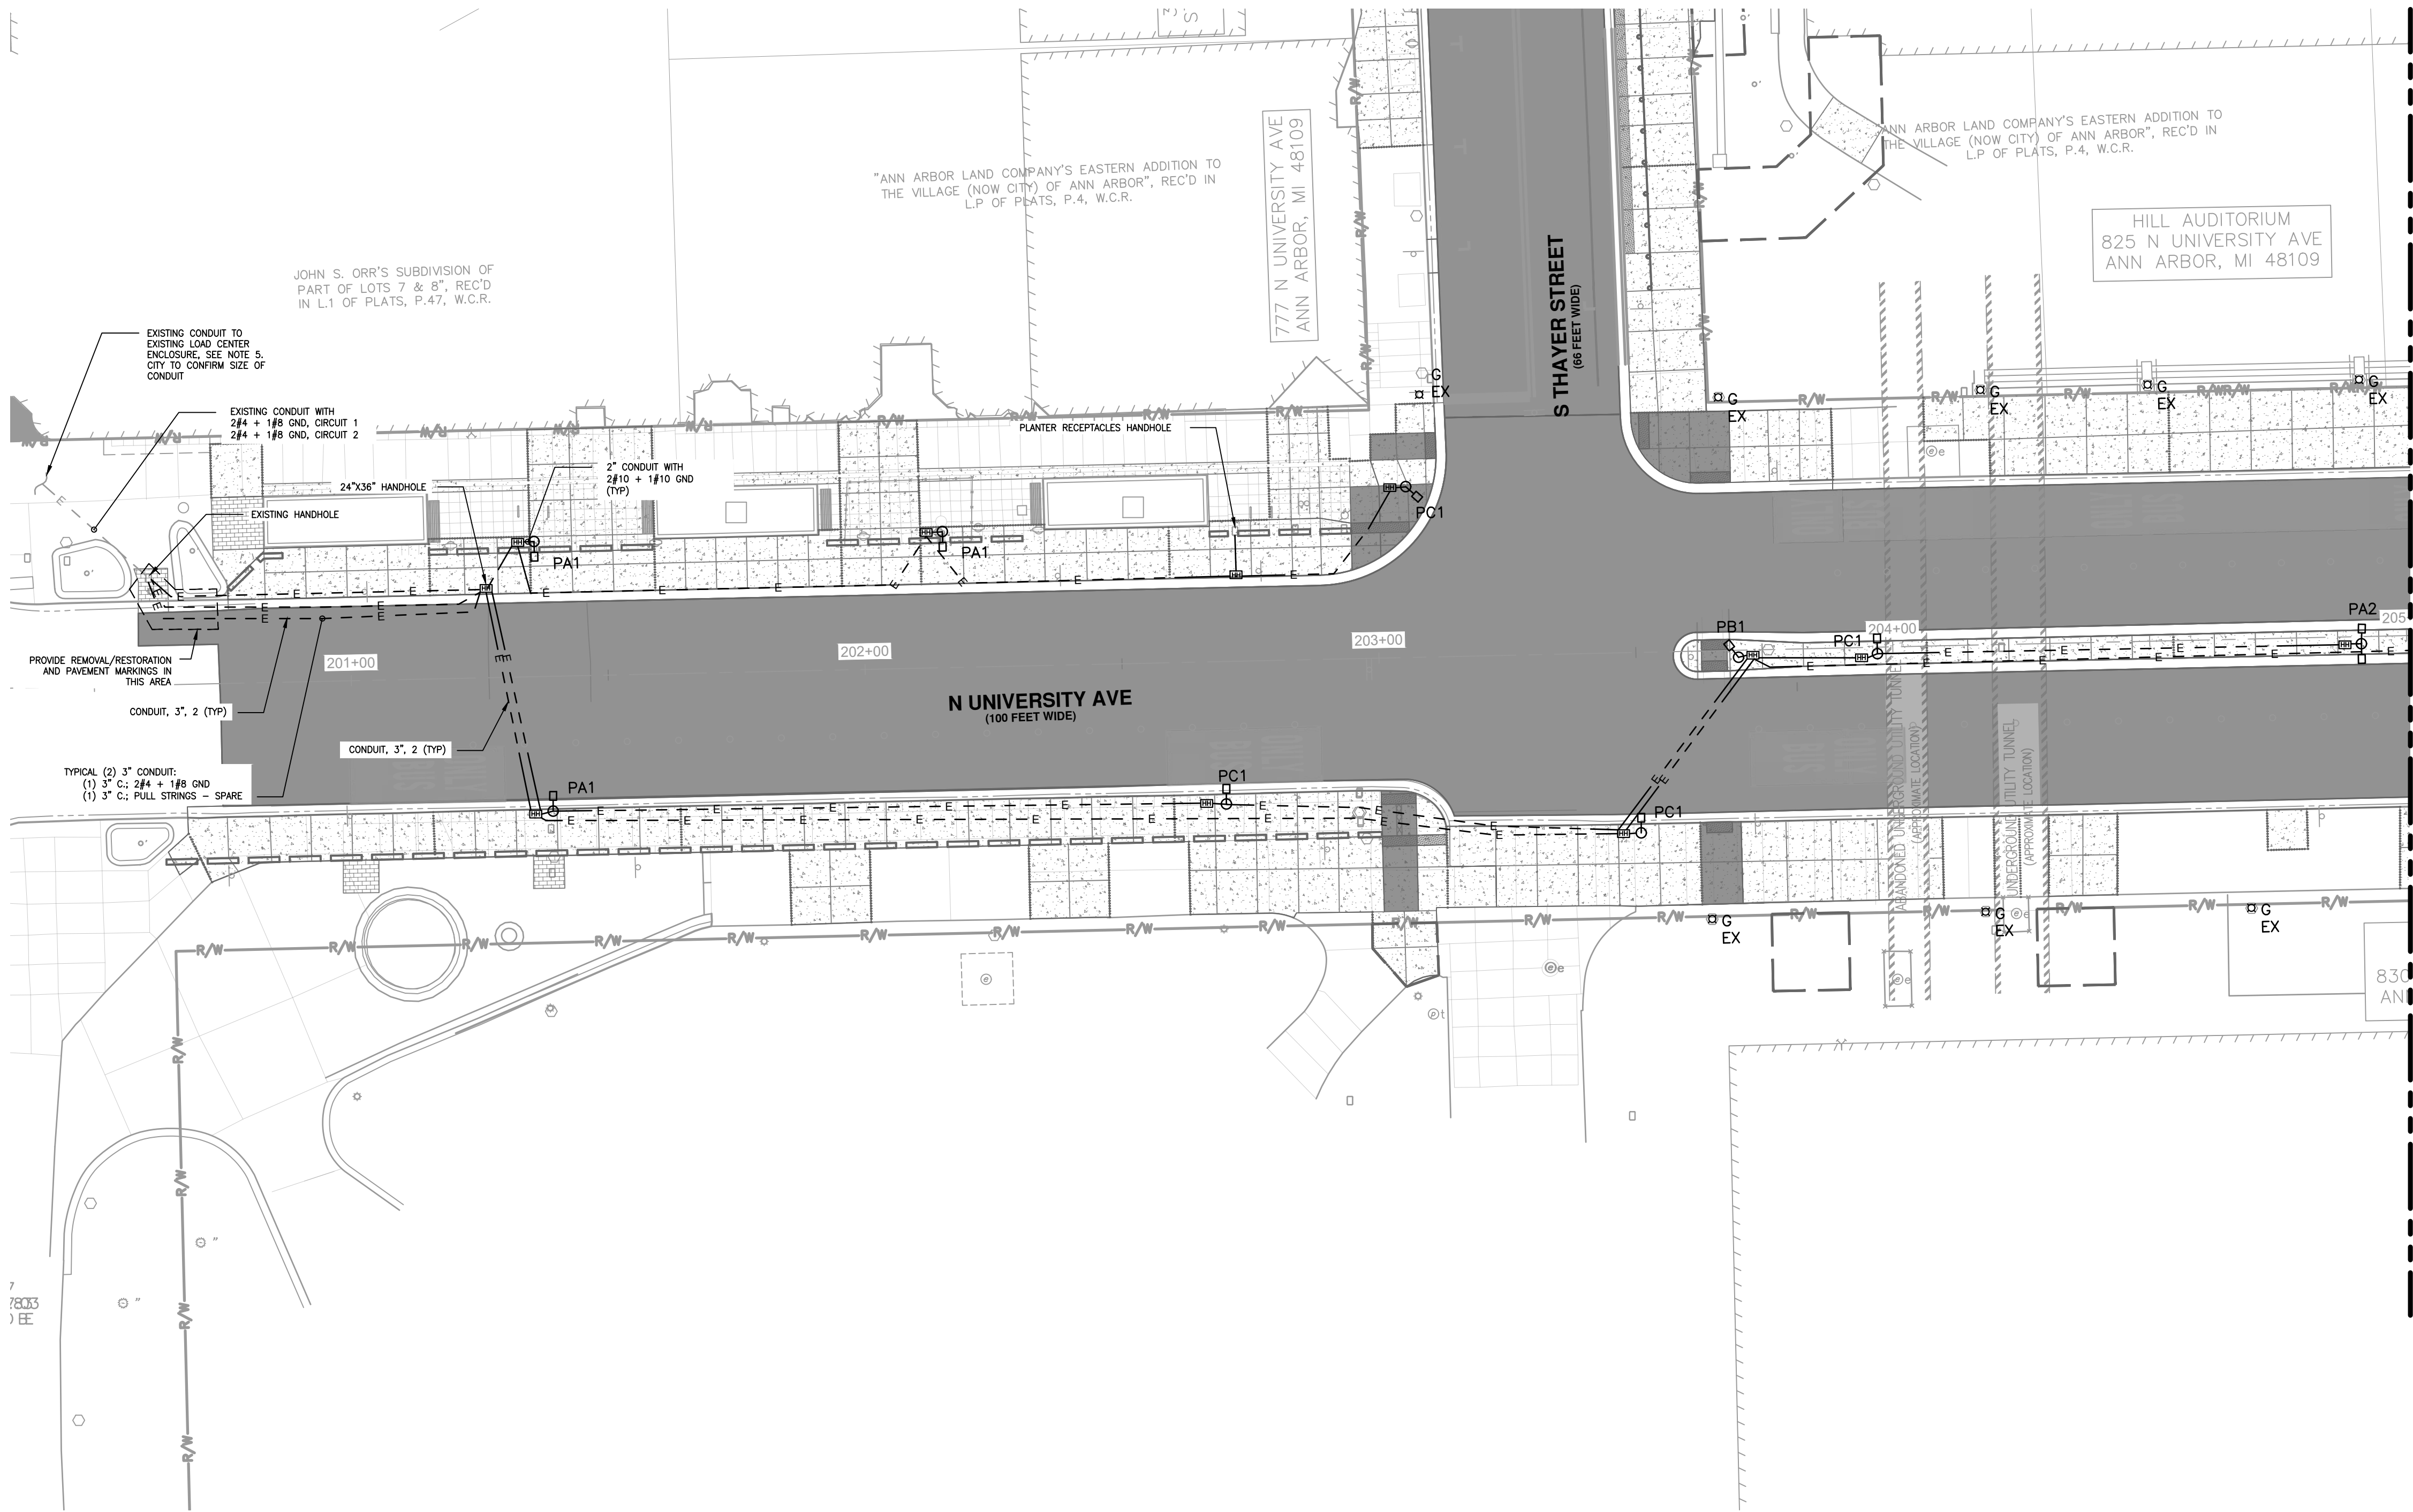 "ANN ARBOR LAND COMPANY'S EASTERN ADDITION TO
THE VILLAGE (NOW CITY) OF ANN ARBOR", REC'D IN
L.P OF PLATS, P.4, W.C.R.
777 N UNIVERSITY AVE
ANN ARBOR, MI 48109
S THAYER STREET
(66 FEET WIDE)
ANN ARBOR LAND COMPANY'S EASTERN ADDITION TO
THE VILLAGE (NOW CITY) OF ANN ARBOR", REC'D IN
L.P OF PLATS, P.4, W.C.R.
HILL AUDITORIUM
825 N UNIVERSITY AVE
ANN ARBOR, MI 48109
JOHN S. ORR'S SUBDIVISION OF
PART OF LOTS 7 & 8", REC'D
IN L.1 OF PLATS, P.47, W.C.R.
EXISTING CONDUIT TO
EXISTING LOAD CENTER
ENCLOSURE, SEE NOTE 5.
CITY TO CONFIRM SIZE OF
CONDUIT
EXISTING CONDUIT WITH
2#4 + 1#8 GND, CIRCUIT 1
2#4 + 1#8 GND, CIRCUIT 2
PLANTER RECEPTACLES HANDHOLE
2" CONDUIT WITH
2#10 + 1#10 GND
(TYP)
24"X36" HANDHOLE
EXISTING HANDHOLE
G
EX
G
EX
G
EX
G
EX
G
EX
PA1
PA1
PC1
PB1
PC1
PA2
201+00
202+00
203+00
204+00
205
PROVIDE REMOVAL/RESTORATION
AND PAVEMENT MARKINGS IN
THIS AREA
N UNIVERSITY AVE
(100 FEET WIDE)
CONDUIT, 3", 2 (TYP)
CONDUIT, 3", 2 (TYP)
TYPICAL (2) 3" CONDUIT:
(1) 3" C.; 2#4 + 1#8 GND
(1) 3" C.; PULL STRINGS – SPARE
PA1
PC1
PC1
ABANDONED UNDERGROUND UTILITY TUNNEL
(APPROXIMATE LOCATION)
UNDERGROUND UTILITY TUNNEL
(APPROXIMATE LOCATION)
R/W
G
EX
G
EX
G
EX
830